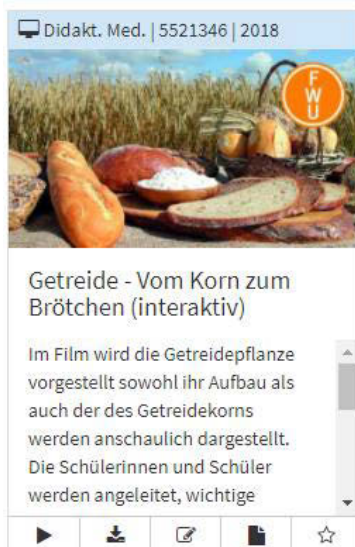 Didakt. Med. | 5521346 | 2018
F
W
U
Getreide - Vom Korn zum
Brötchen (interaktiv)
Im Film wird die Getreidepflanze
vorgestellt sowohl ihr Aufbau als
auch der des Getreidekorns
werden anschaulich dargestellt.
Die Schülerinnen und Schüler
werden angeleitet, wichtige